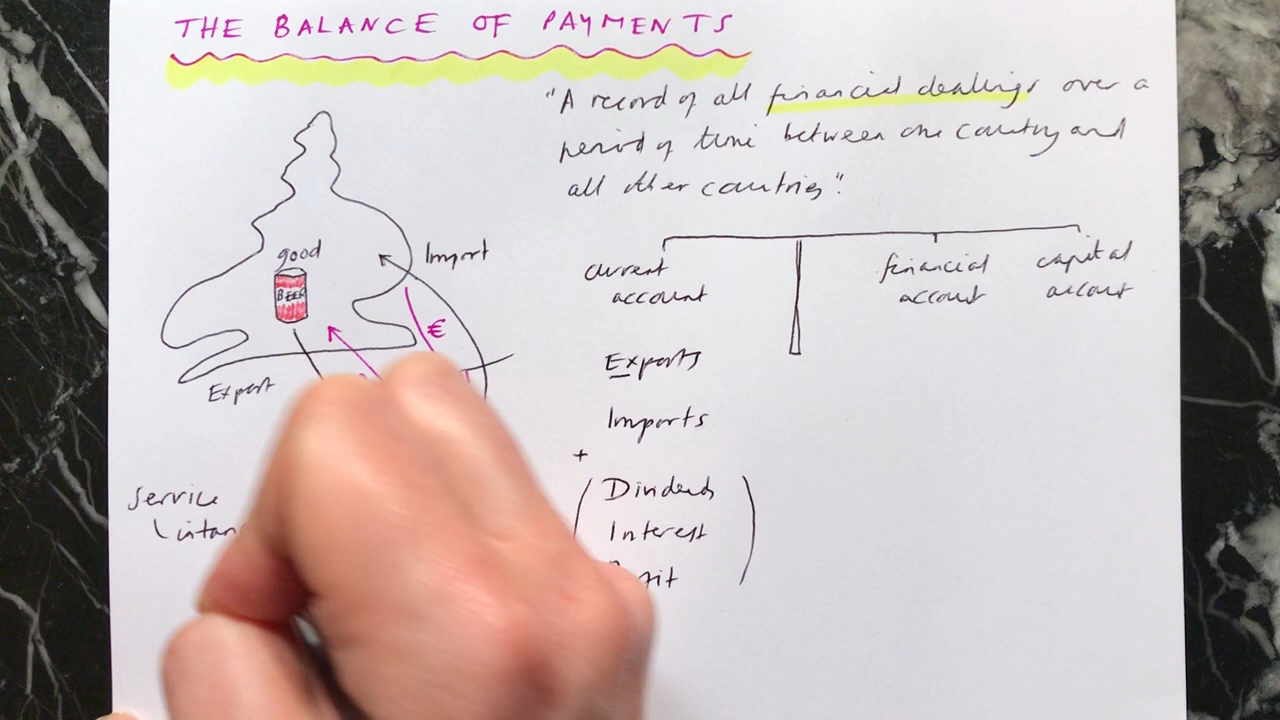 THE BALANCE OF PAYMENTS
"A record of all financial dealings over a
period of time between one country and
all other countries".
good
BEER
Import
€
Export
Service
current
account
financial
account
capital
account
Exports
Imports
+
Dividends
Interest